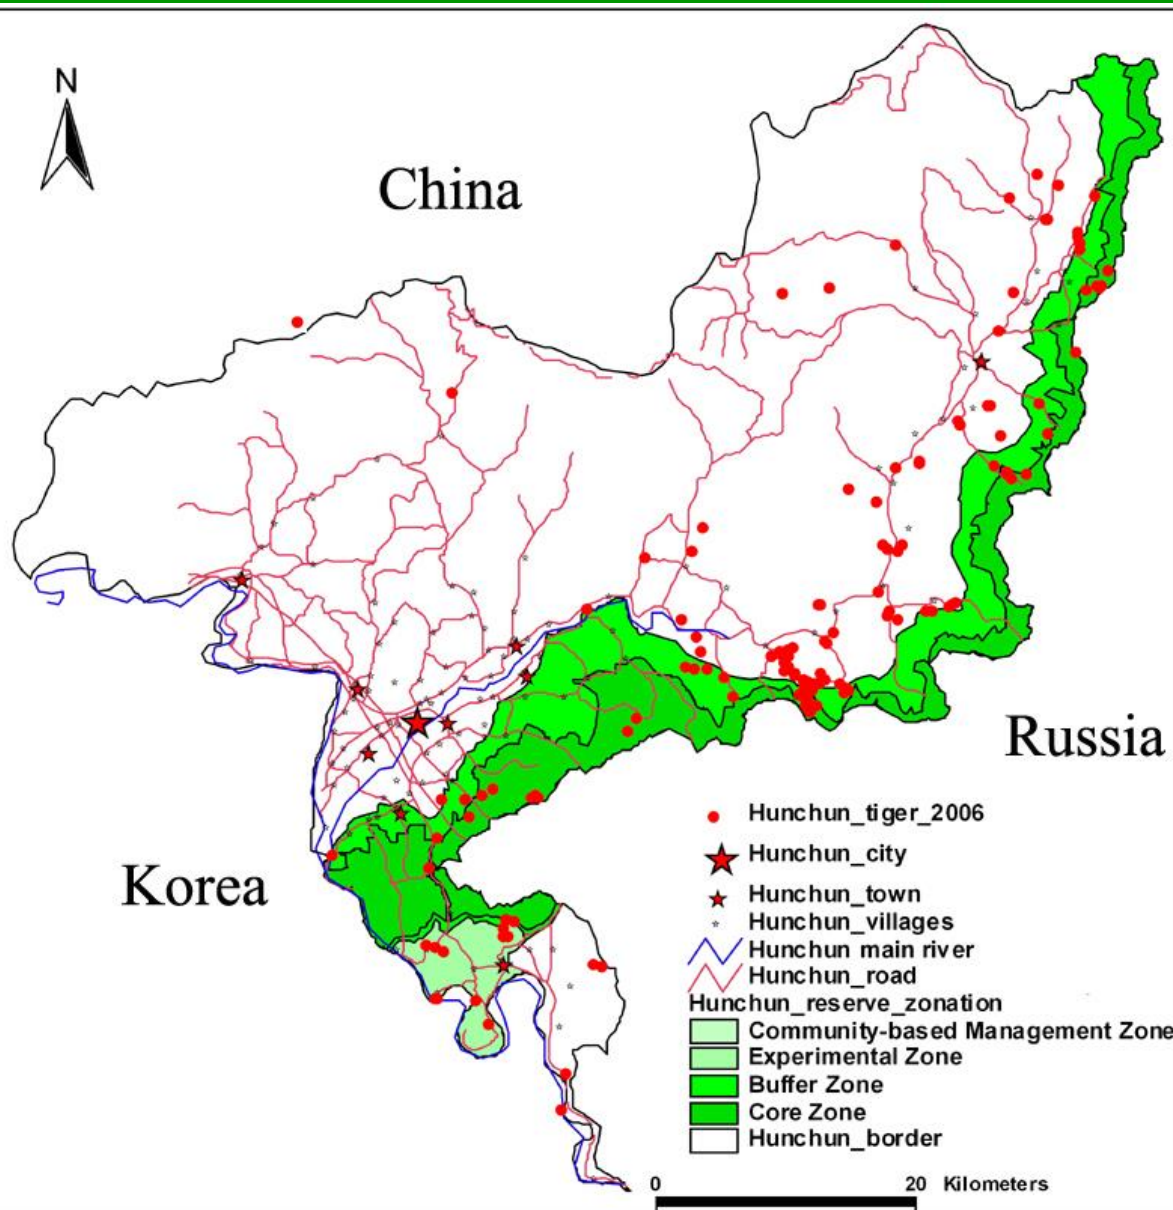 N
China
Russia
Korea
Hunchun_tiger_2006
Hunchun_city
Hunchun_town
Hunchun_villages
Hunchun main river
Hunchun_road
Hunchun_reserve_zonation
Community-based Management Zone
Experimental Zone
Buffer Zone
Core Zone
Hunchun_border
0 20 Kilometers